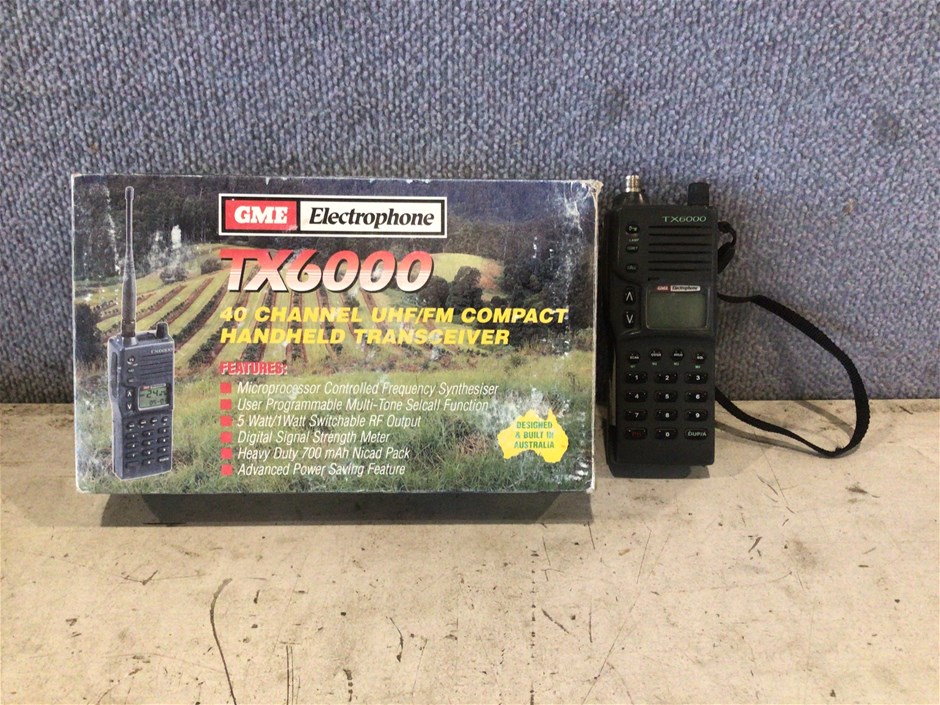 GME Electrophone
TX6000
40 CHANNEL UHF/FM COMPACT
HANDHELD TRANSCEIVER
FEATURES:
Microprocessor Controlled Frequency Synthesiser
User Programmable Multi-Tone Selcall Function
5 Watt/1Watt Switchable RF Output
Digital Signal Strength Meter
Heavy Duty 700 mAh Nicad Pack
Advanced Power Saving Feature
DESIGNED
& BUILT IN
AUSTRALIA
TX6000
TX6000
GME Electrophone
1 2 3
4 5 6
7 8 9
0 DUP/A